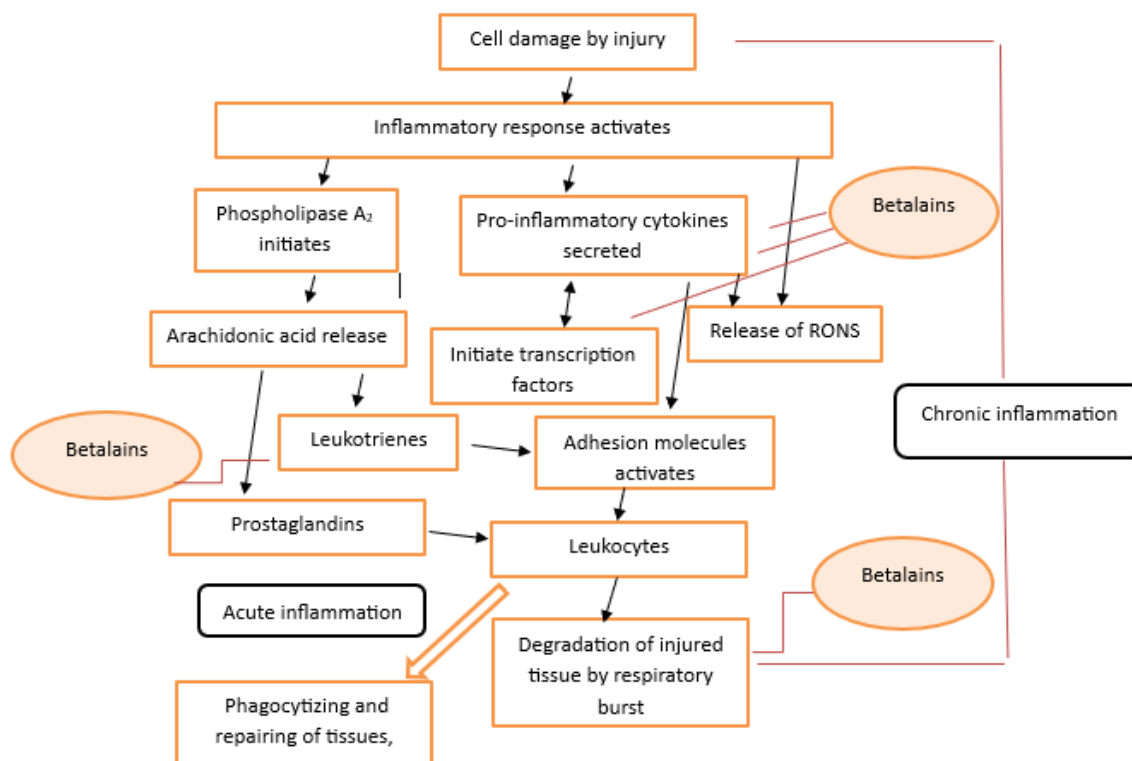 Cell damage by injury
Inflammatory response activates
Phospholipase A₂
initiates
Pro-inflammatory cytokines
secreted
Betalains
Arachidonic acid release
Initiate transcription
factors
Release of RONS
Chronic inflammation
Betalains
Leukotrienes
Adhesion molecules
activates
Prostaglandins
Leukocytes
Betalains
Acute inflammation
Degradation of injured
tissue by respiratory
burst
Phagocytizing and
repairing of tissues,